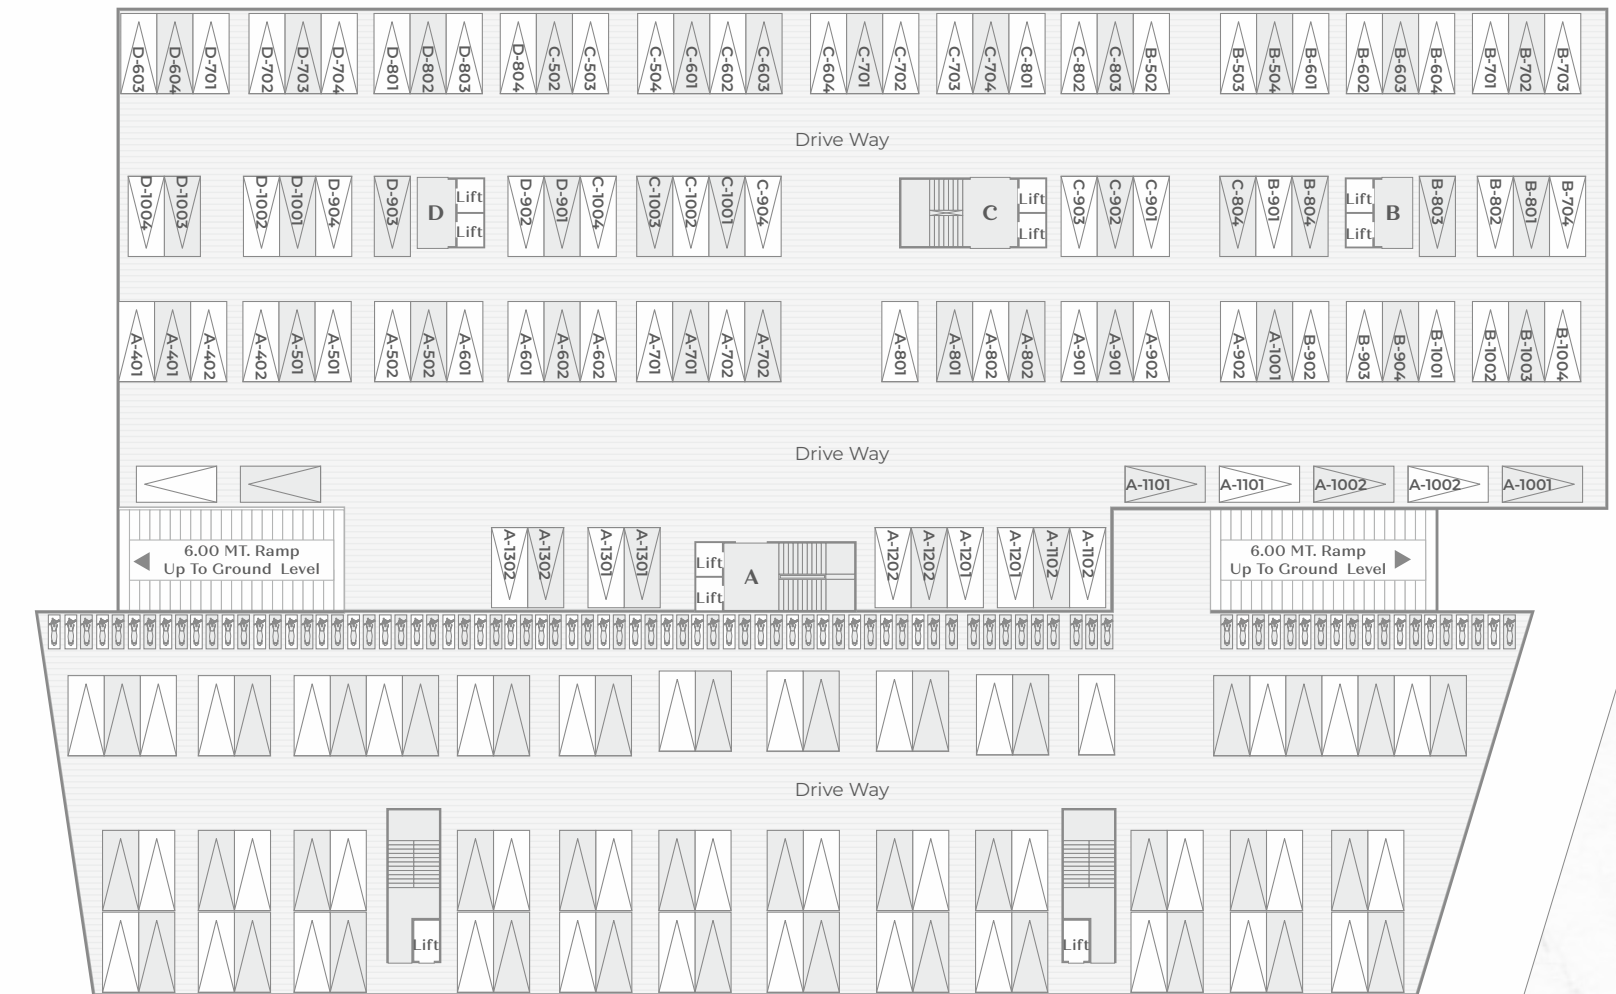 D-603
D-604
D-701
D-702
D-703
D-704
D-801
D-802
D-803
D-804
C-502
C-503
C-504
C-601
C-602
C-603
C-604
C-701
C-702
C-703
C-704
C-801
C-802
C-803
B-502
B-503
B-504
B-601
B-602
B-603
B-604
B-701
B-702
B-703
Drive Way
D-1004
D-1003
D-1002
D-1001
D-904
D-903
D
Lift
Lift
D-902
D-901
C-1004
C-1003
C-1002
C-1001
C-904
C
Lift
Lift
C-903
C-902
C-901
C-804
B-901
B-804
Lift
Lift
B
B-803
B-802
B-801
B-704
A-401
A-401
A-402
A-402
A-501
A-501
A-502
A-502
A-601
A-601
A-602
A-602
A-701
A-701
A-702
A-702
A-801
A-801
A-802
A-802
A-901
A-901
A-902
A-902
A-1001
B-902
B-903
B-904
B-1001
B-1002
B-1003
B-1004
Drive Way
A-1101
A-1101
A-1002
A-1002
A-1001
6.00 MT. Ramp
Up To Ground Level
A-1302
A-1302
A-1301
A-1301
Lift
Lift
A
A-1202
A-1202
A-1201
A-1201
A-1102
A-1102
6.00 MT. Ramp
Up To Ground Level
Drive Way
Lift
Lift